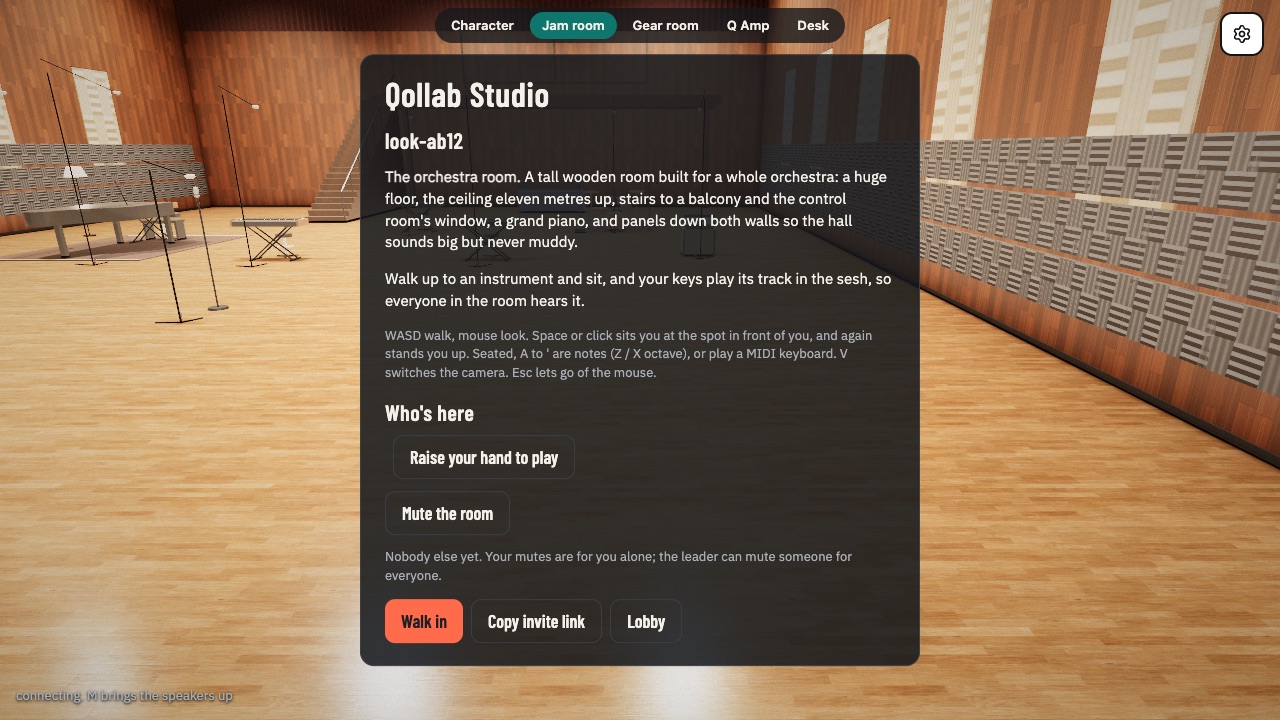 Character Jam room Gear room Q Amp Desk
Qollab Studio
look-ab12
The orchestra room. A tall wooden room built for a whole orchestra: a huge
floor, the ceiling eleven metres up, stairs to a balcony and the control
room's window, a grand piano, and panels down both walls so the hall
sounds big but never muddy.
Walk up to an instrument and sit, and your keys play its track in the sesh, so
everyone in the room hears it.
WASD walk, mouse look. Space or click sits you at the spot in front of you, and again
stands you up. Seated, A to ' are notes (Z / X octave), or play a MIDI keyboard. V
switches the camera. Esc lets go of the mouse.
Who's here
Raise your hand to play
Mute the room
Nobody else yet. Your mutes are for you alone; the leader can mute someone for
everyone.
Walk in Copy invite link Lobby
connecting, M brings the speakers up